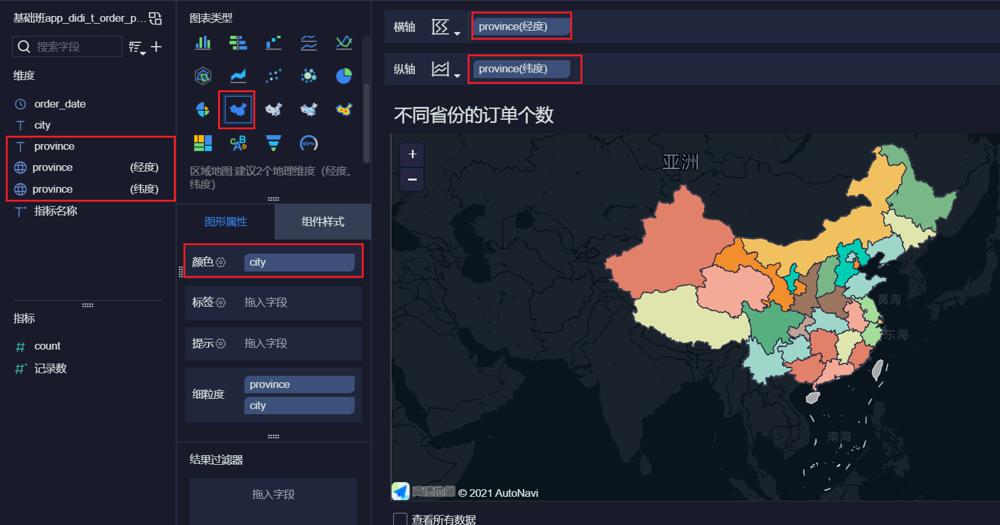 基础班app_didi_t_order_p...
搜索字段
维度
order_date
city
province
province (经度)
province (纬度)
指标名称
指标
count
记录数
图表类型
60%
区域地图:建议2个地理维度（经度、
纬度）
图形属性
组件样式
颜色 city
标签 拖入字段
提示 拖入字段
细粒度 province
city
结果过滤器
拖入字段
横轴 province(经度)
纵轴 province(纬度)
不同省份的订单个数
+
−
亚洲
黄海
东海
南海
高德地图 © 2021 AutoNavi
查看所有数据